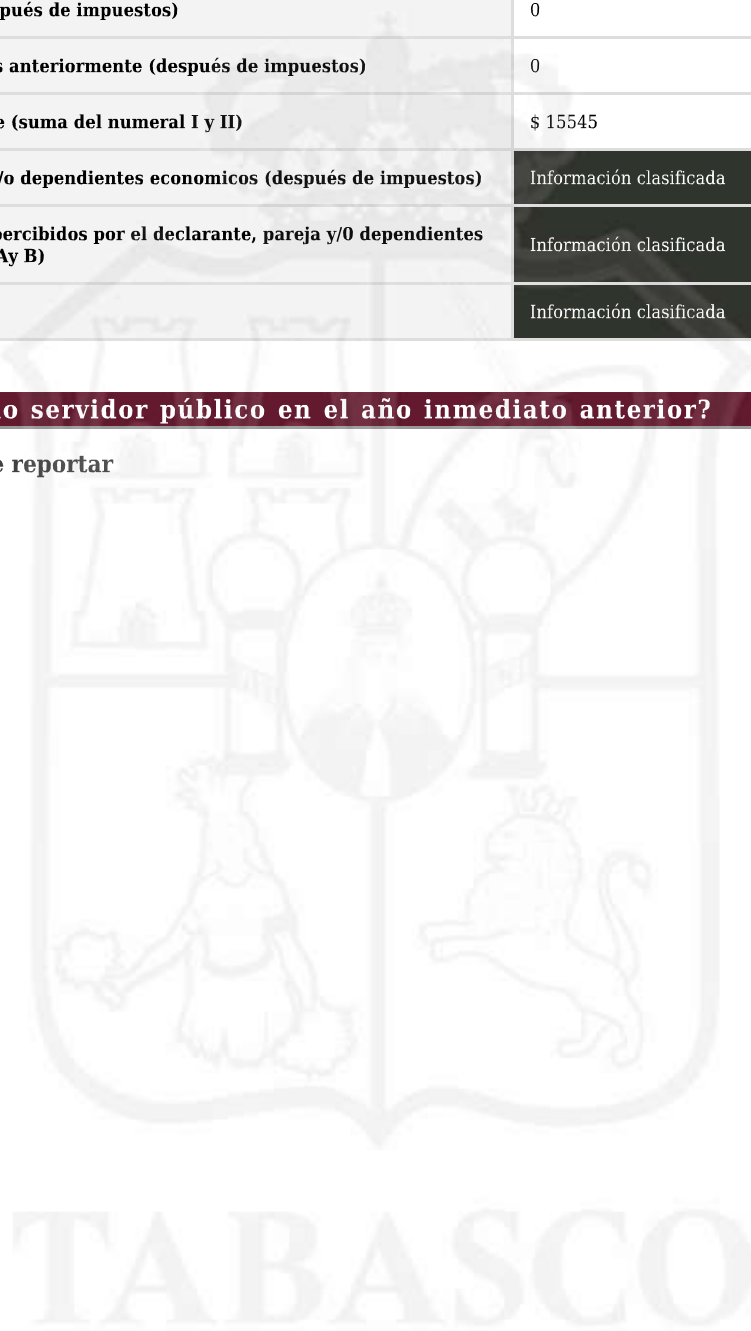 pués de impuestos)
0
s anteriormente (después de impuestos)
0
e (suma del numeral I y II)
$ 15545
/o dependientes economicos (después de impuestos)
Información clasificada
percibidos por el declarante, pareja y/0 dependientes
Ay B)
Información clasificada
Información clasificada
o servidor público en el año inmediato anterior?
e reportar
TABASCO